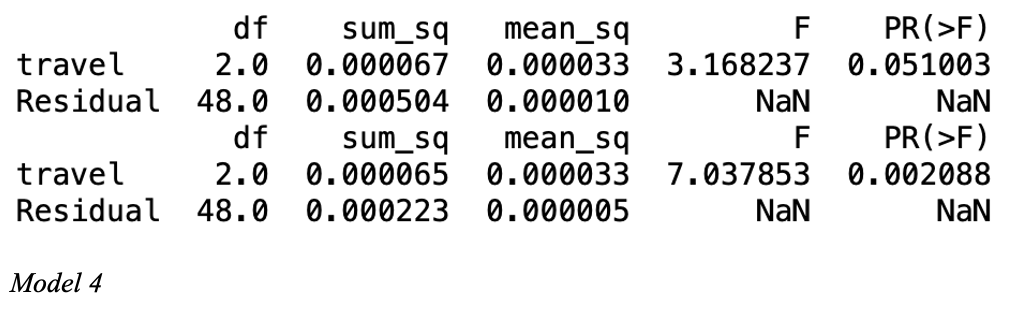 df sum_sq mean_sq F PR(>F)
travel 2.0 0.000067 0.000033 3.168237 0.051003
Residual 48.0 0.000504 0.000010 NaN NaN
df sum_sq mean_sq F PR(>F)
travel 2.0 0.000065 0.000033 7.037853 0.002088
Residual 48.0 0.000223 0.000005 NaN NaN
Model 4